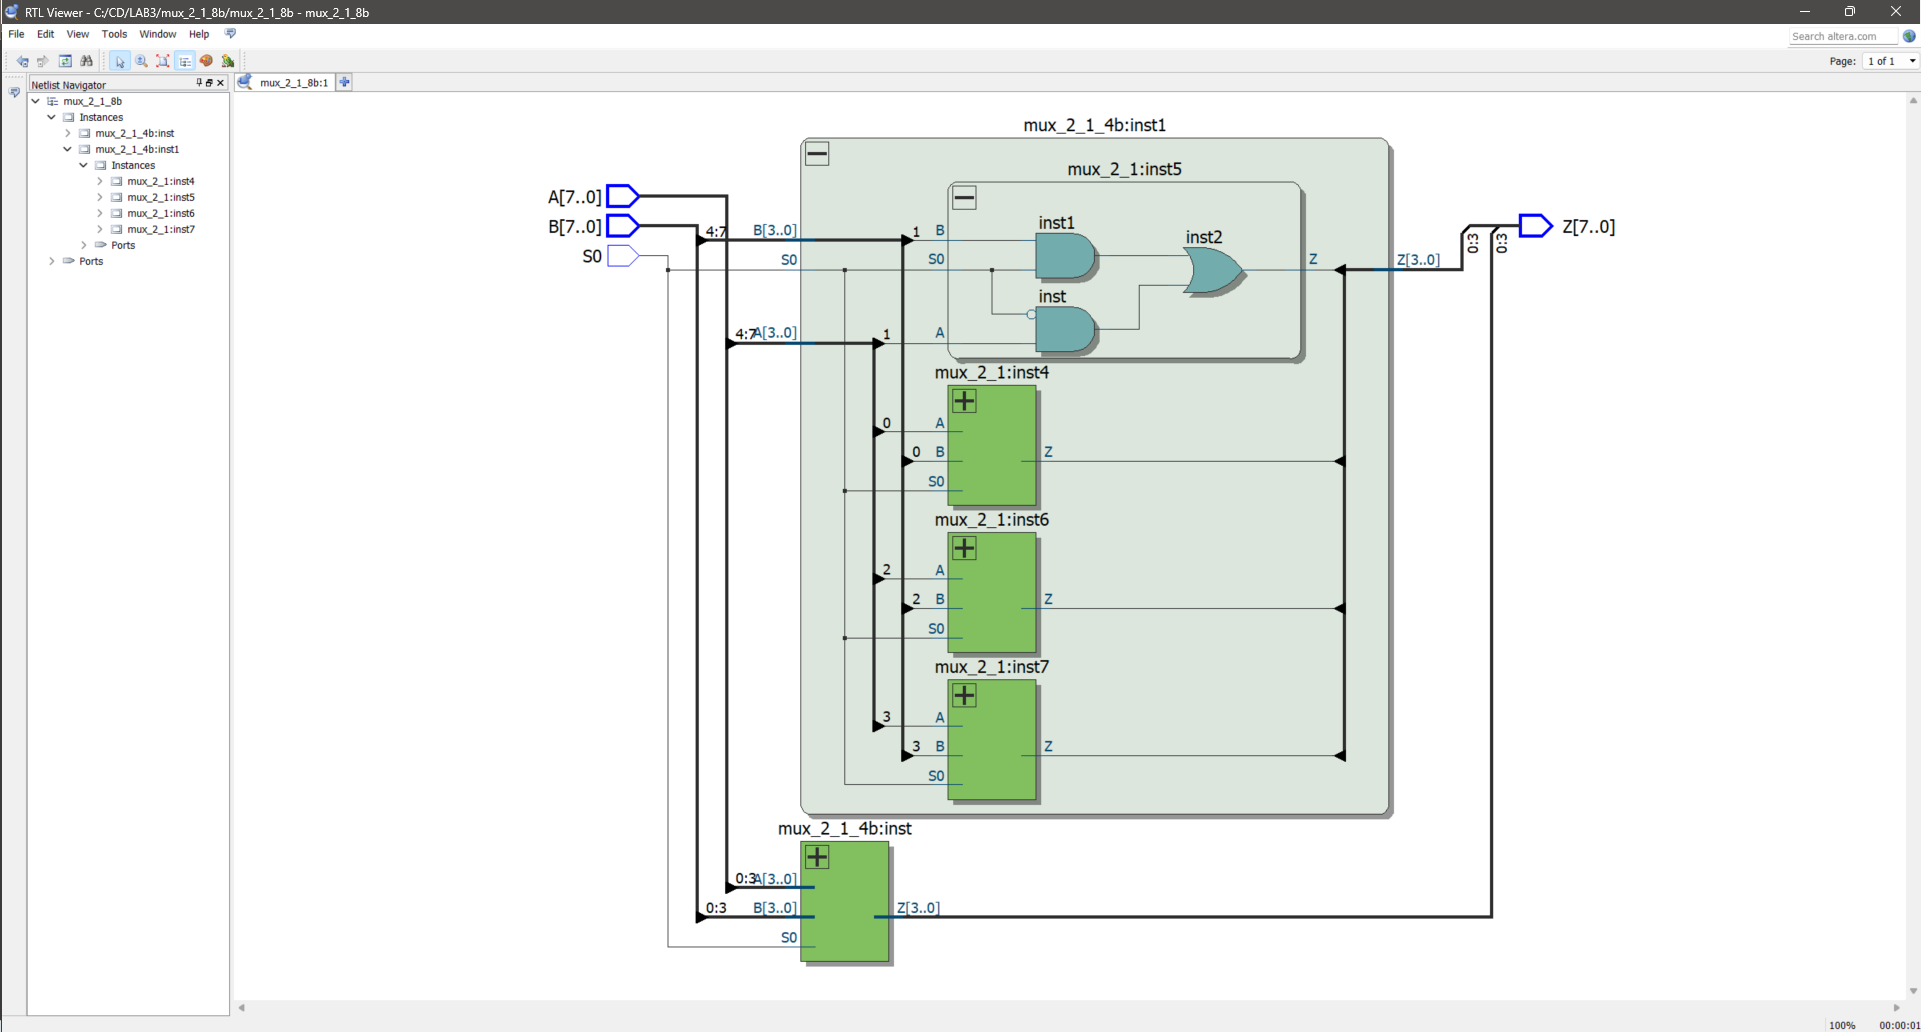 RTL Viewer - C:/CD/LAB3/mux_2_1_8b/mux_2_1_8b - mux_2_1_8b
File Edit View Tools Window Help
Search altera.com
Page: 1 of 1
Netlist Navigator
mux_2_1_8b:1
mux_2_1_8b
Instances
mux_2_1_4b:inst
mux_2_1_4b:inst1
Instances
mux_2_1:inst4
mux_2_1:inst5
mux_2_1:inst6
mux_2_1:inst7
Ports
Ports
mux_2_1_4b:inst1
mux_2_1:inst5
A[7..0]
B[7..0]
S0
4:7 B[3..0] 1 B
S0 S0
4:7 A[3..0] 1 A
inst1
inst2
inst
Z
Z[3..0]
0:3
0:3
Z[7..0]
mux_2_1:inst4
0 A
0 B Z
S0
mux_2_1:inst6
2 A
2 B Z
S0
mux_2_1:inst7
3 A
3 B Z
S0
mux_2_1_4b:inst
0:3 A[3..0]
0:3 B[3..0] Z[3..0]
S0
100% 00:00:01